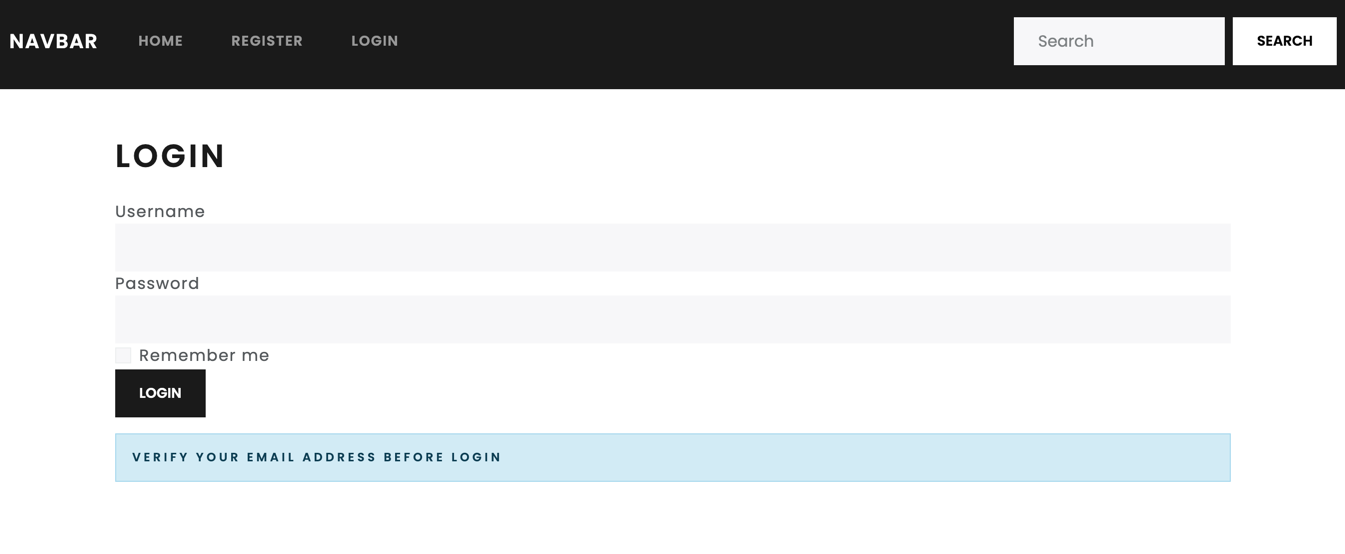 NAVBAR HOME REGISTER LOGIN Search SEARCH
LOGIN
Username
Password
Remember me
LOGIN
VERIFY YOUR EMAIL ADDRESS BEFORE LOGIN